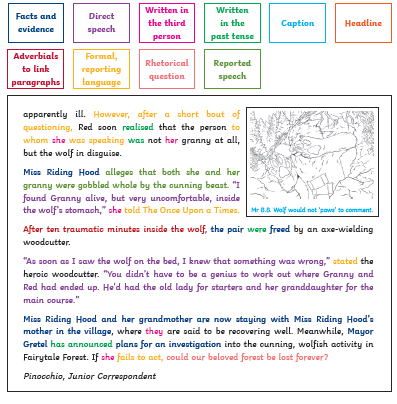 Facts and
evidence
Direct
speech
Written in
the third
person
Written
in the
past tense
Caption
Headline
Adverbials
to link
paragraphs
Formal,
reporting
language
Rhetorical
question
Reported
speech
apparently ill. However, after a short bout of
questioning, Red soon realised that the person to
whom she was speaking was not her granny at all,
but the wolf in disguise.
Miss Riding Hood alleges that both she and her
granny were gobbled whole by the cunning beast. "I
found Granny alive, but very uncomfortable, inside
the wolf's stomach," she told The Once Upon a Times.
Mr B.B. Wolf would not 'paws' to comment.
After ten traumatic minutes inside the wolf, the pair were freed by an axe-wielding
woodcutter.
"As soon as I saw the wolf on the bed, I knew that something was wrong," stated the
heroic woodcutter. "You didn't have to be a genius to work out where Granny and
Red had ended up. He'd had the old lady for starters and her granddaughter for the
main course."
Miss Riding Hood and her grandmother are now staying with Miss Riding Hood's
mother in the village, where they are said to be recovering well. Meanwhile, Mayor
Gretel has announced plans for an investigation into the cunning, wolfish activity in
Fairytale Forest. If she fails to act, could our beloved forest be lost forever?
Pinocchio, Junior Correspondent